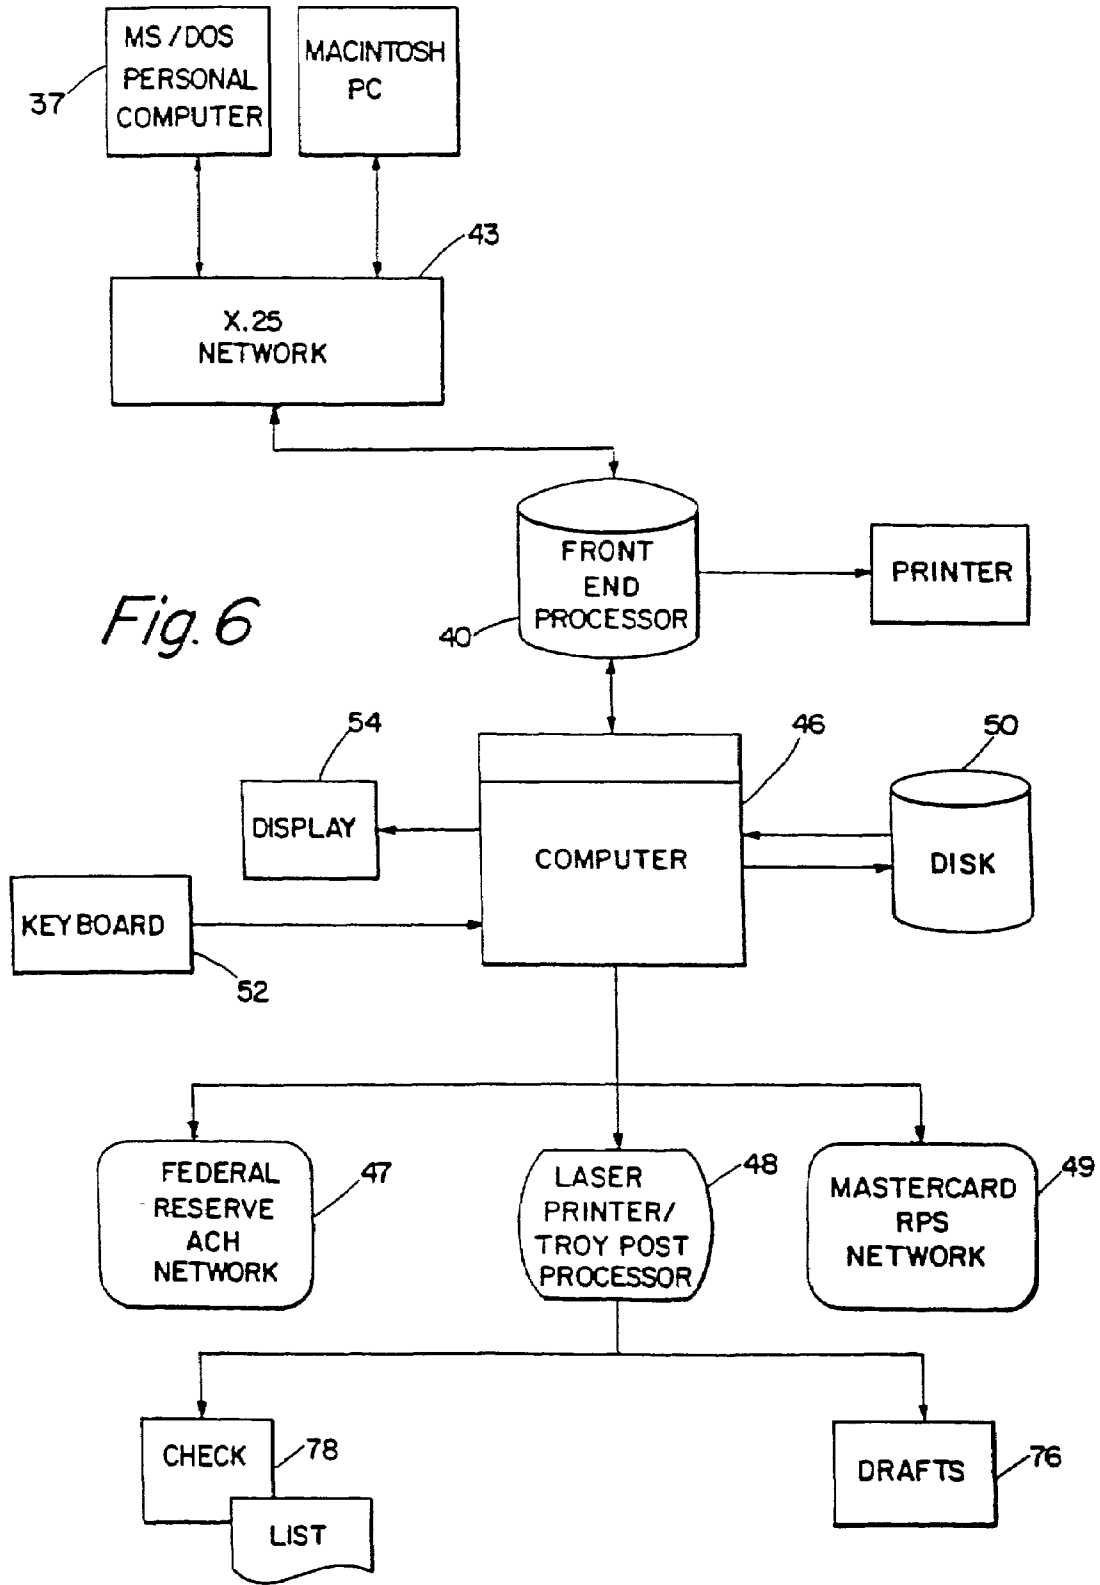 MS/DOS
PERSONAL
COMPUTER
37
MACINTOSH
PC
43
X.25
NETWORK
FRONT
END
PROCESSOR
40
PRINTER
Fig. 6
54
DISPLAY
46
COMPUTER
50
DISK
KEYBOARD
52
FEDERAL
RESERVE
ACH
NETWORK
47
LASER
PRINTER/
TROY POST
PROCESSOR
48
MASTERCARD
RPS
NETWORK
49
CHECK
78
LIST
DRAFTS
76